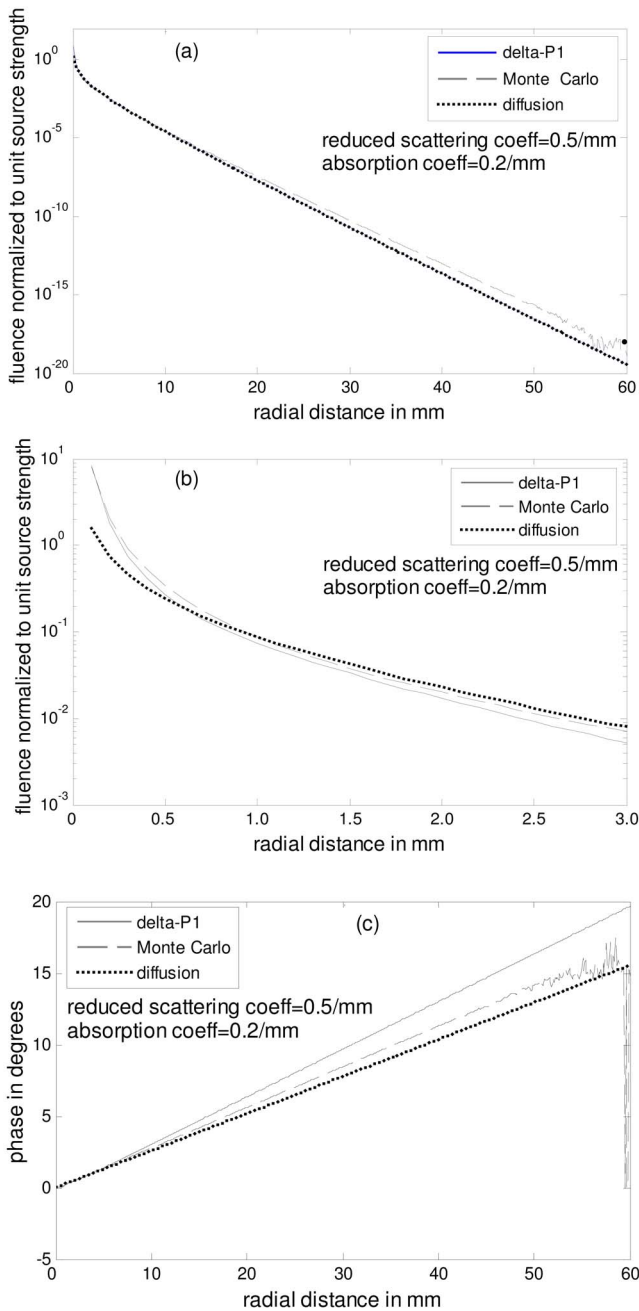 (a)
delta-P1
Monte Carlo
diffusion
reduced scattering coeff=0.5/mm
absorption coeff=0.2/mm
fluence normalized to unit source strength
10^0
10^-5
10^-10
10^-15
10^-20
0 10 20 30 40 50 60
radial distance in mm
(b)
delta-P1
Monte Carlo
diffusion
reduced scattering coeff=0.5/mm
absorption coeff=0.2/mm
fluence normalized to unit source strength
10^1
10^0
10^-1
10^-2
10^-3
0 0.5 1.0 1.5 2.0 2.5 3.0
radial distance in mm
(c)
delta-P1
Monte Carlo
diffusion
reduced scattering coeff=0.5/mm
absorption coeff=0.2/mm
phase in degrees
20
15
10
5
0
-5
0 10 20 30 40 50 60
radial distance in mm